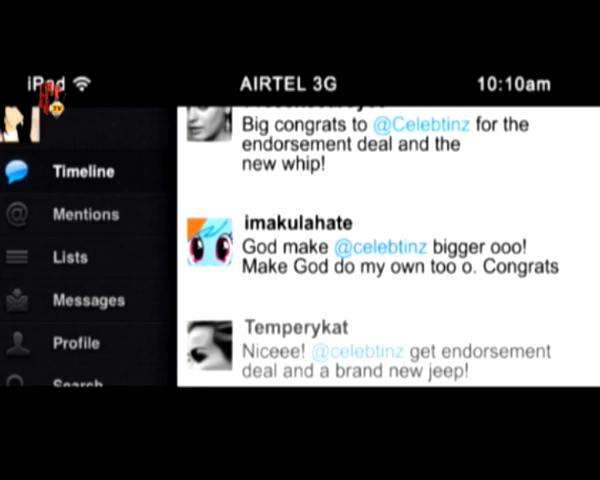 iPad AIRTEL 3G 10:10am
TV
Big congrats to @Celebtinz for the
endorsement deal and the
new whip!
Timeline
Mentions
Lists
Messages
Profile
Search
imakulahate
God make @celebtinz bigger ooo!
Make God do my own too o. Congrats
Temperykat
Niceee! @celebtinz get endorsement
deal and a brand new jeep!